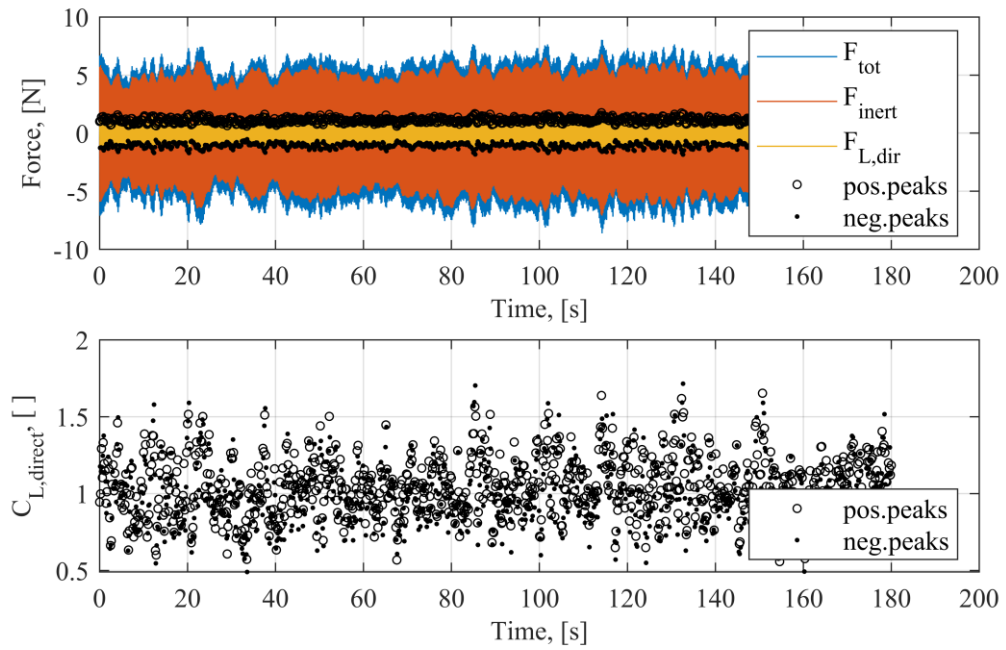 10
5
0
-5
-10
Force, [N]
0 20 40 60 80 100 120 140 160 180 200
Time, [s]
F_tot
F_inert
F_L,dir
pos.peaks
neg.peaks
2
1.5
1
0.5
C_L,direct, [ ]
0 20 40 60 80 100 120 140 160 180 200
Time, [s]
pos.peaks
neg.peaks